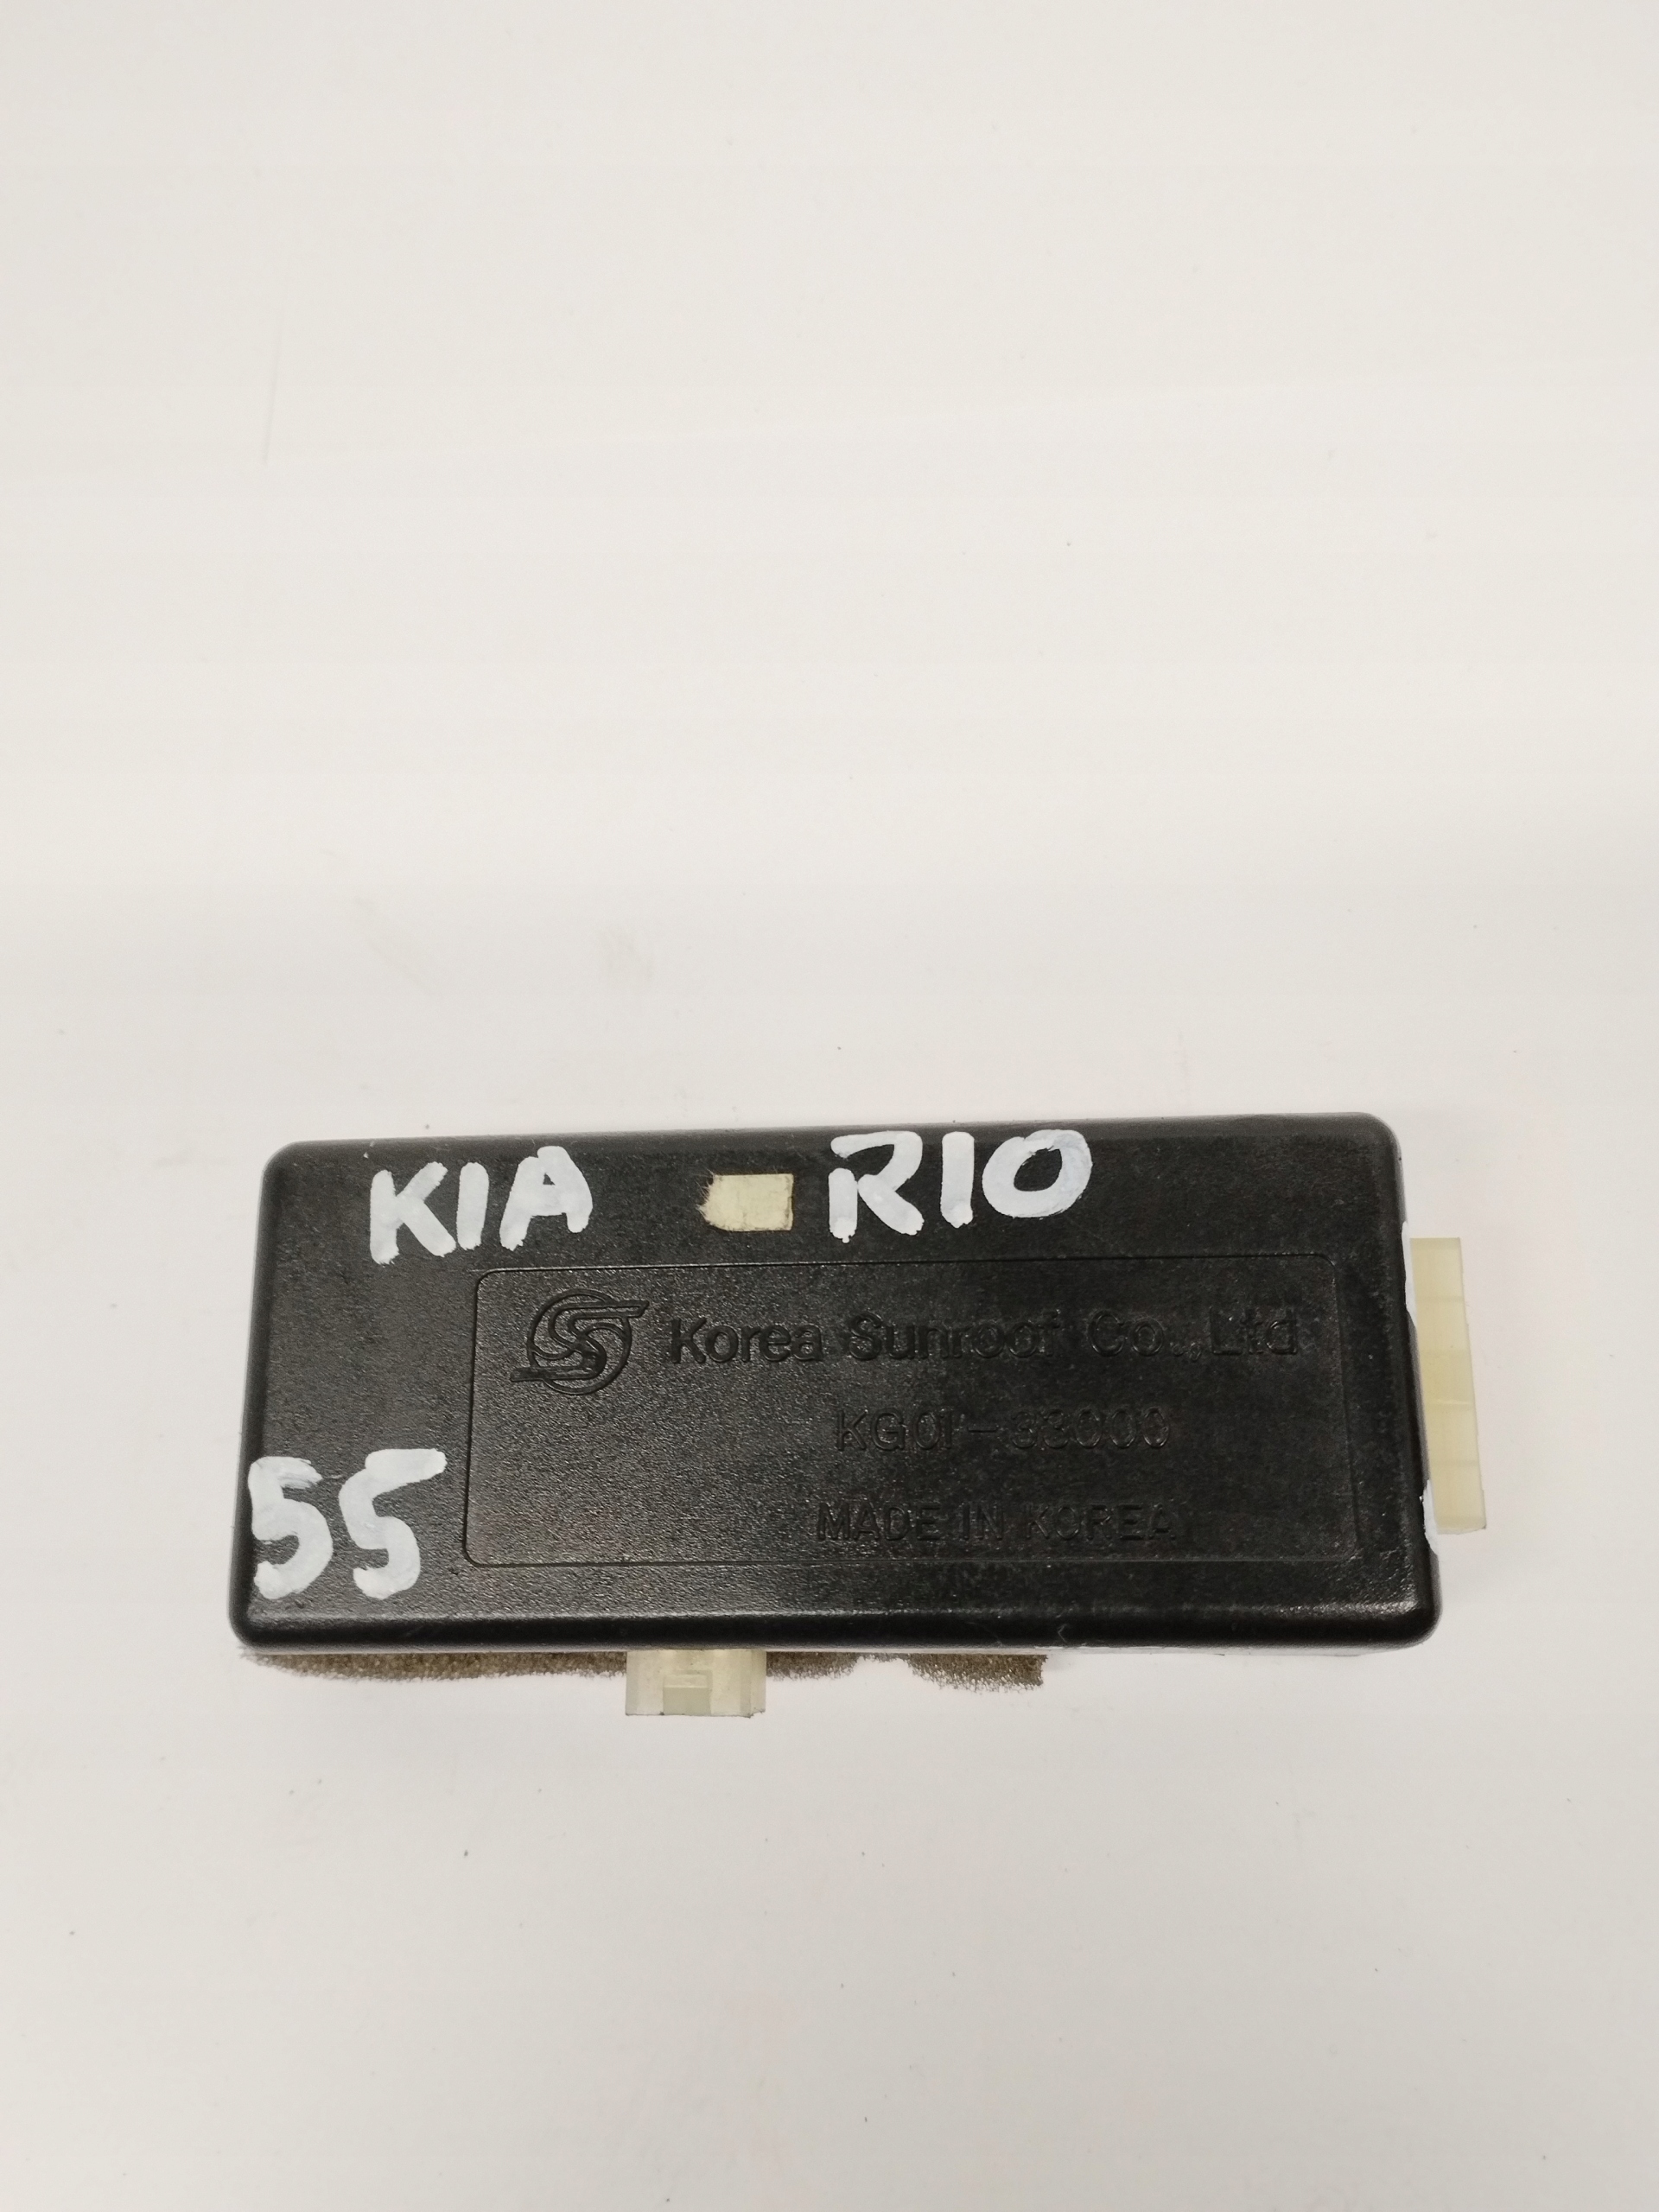 KIA RIO
Korea Sunroof Co.,Ltd
KG01-33000
55
MADE IN KOREA